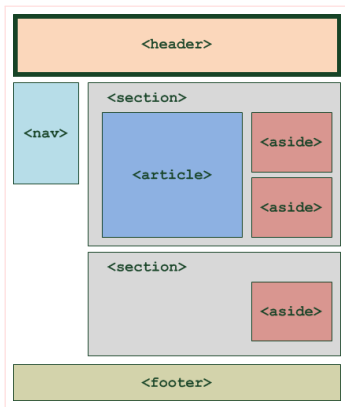 <header>
<nav>
<section>
<article>
<aside>
<aside>
<section>
<aside>
<footer>